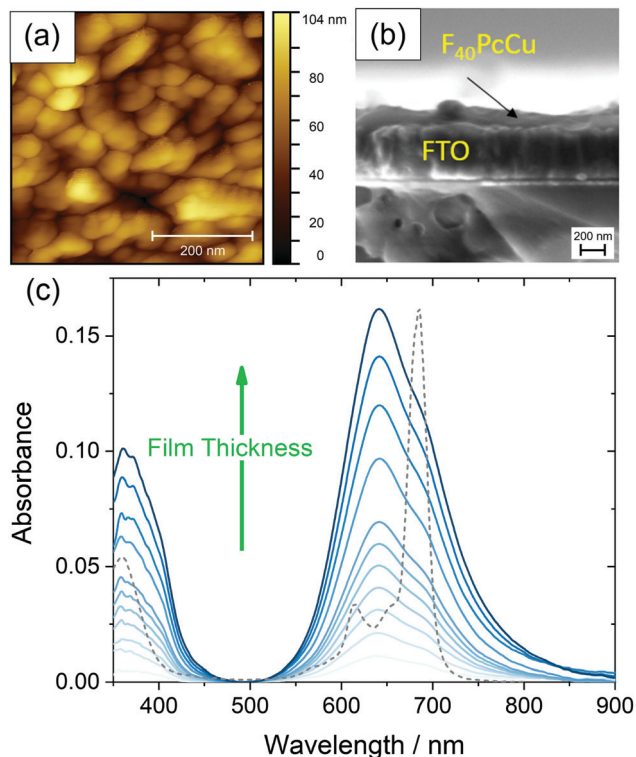 (a)
104 nm
80
60
40
20
0
200 nm
(b)
F₄₀PcCu
FTO
200 nm
(c)
0.15
0.10
0.05
0.00
Absorbance
Film Thickness
400
500
600
700
800
900
Wavelength / nm